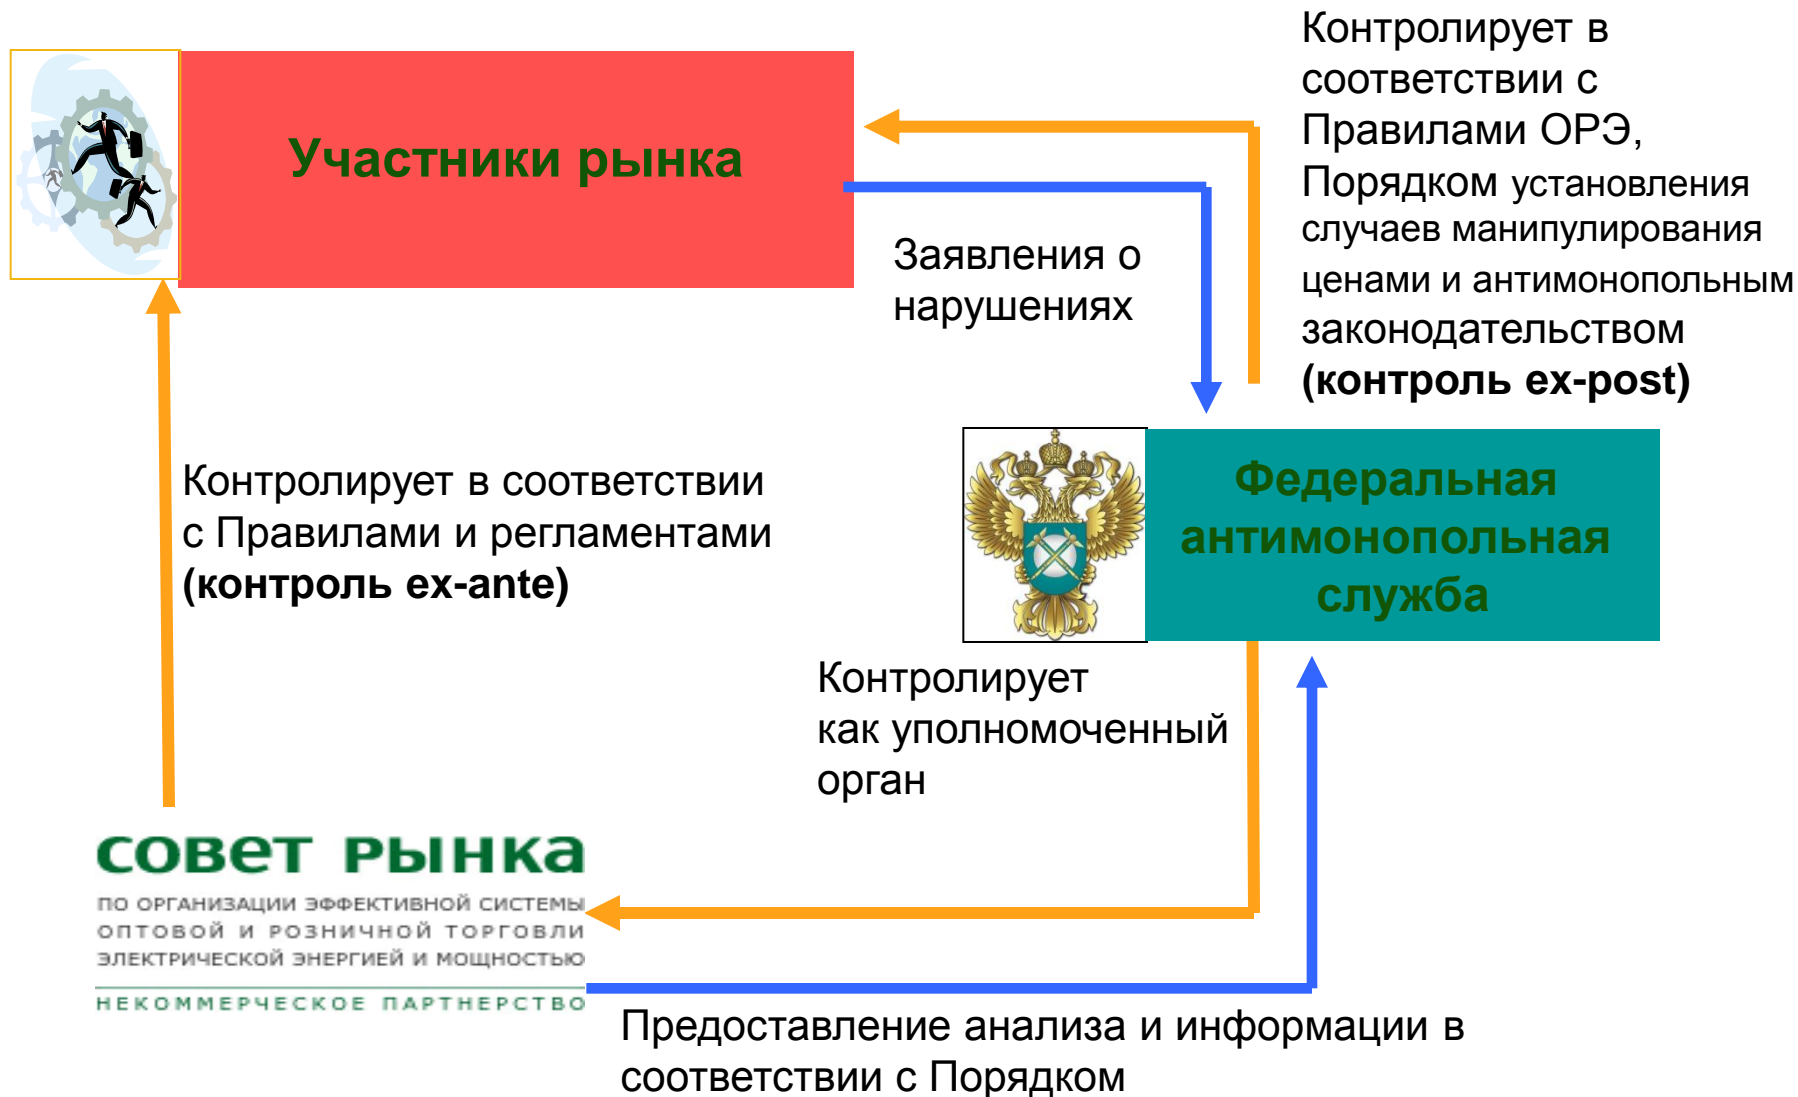 Участники рынка
Контролирует в
соответствии с
Правилами ОРЭ,
Порядком установления
случаев манипулирования
ценами и антимонопольным
законодательством
(контроль ex-post)
Заявления о
нарушениях
Федеральная
антимонопольная
служба
Контролирует в соответствии
с Правилами и регламентами
(контроль ex-ante)
Контролирует
как уполномоченный
орган
СОВЕТ РЫНКА
ПО ОРГАНИЗАЦИИ ЭФФЕКТИВНОЙ СИСТЕМЫ
ОПТОВОЙ И РОЗНИЧНОЙ ТОРГОВЛИ
ЭЛЕКТРИЧЕСКОЙ ЭНЕРГИЕЙ И МОЩНОСТЬЮ
НЕКОММЕРЧЕСКОЕ ПАРТНЕРСТВО
Предоставление анализа и информации в
соответствии с Порядком